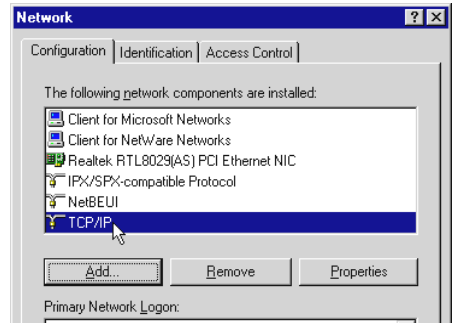 Network
Configuration Identification Access Control
The following network components are installed:
Client for Microsoft Networks
Client for NetWare Networks
Realtek RTL8029(AS) PCI Ethernet NIC
IPX/SPX-compatible Protocol
NetBEUI
TCP/IP
Add... Remove Properties
Primary Network Logon: